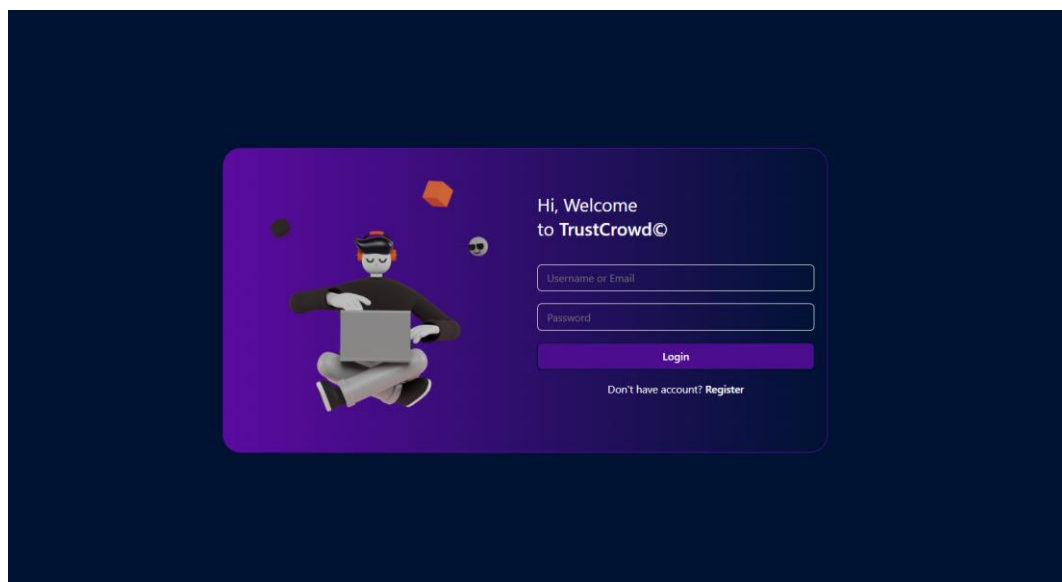 Hi, Welcome
to TrustCrowd©
Username or Email
Password
Login
Don't have account? Register